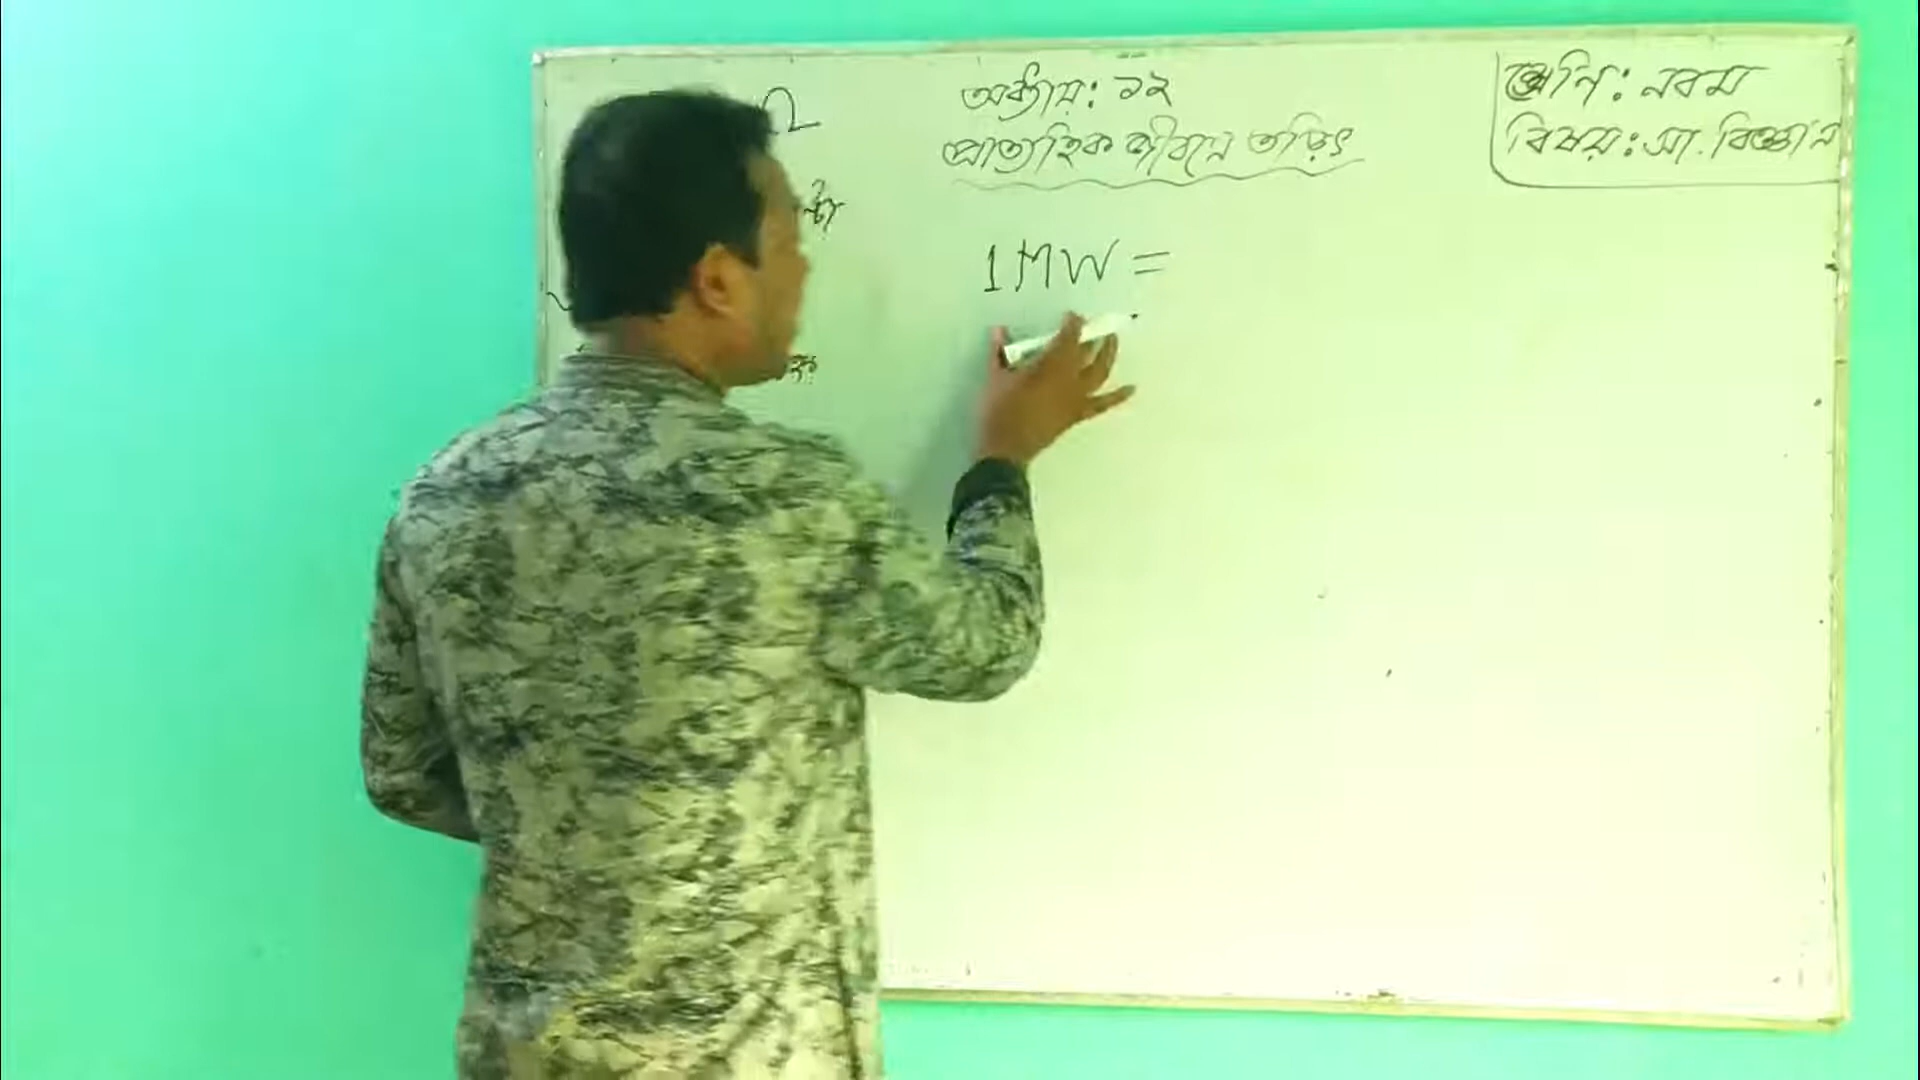 অধ্যায়: ১২
প্রাত্যহিক জীবনে তড়িৎ
শ্রেণি: নবম
বিষয়: সা. বিজ্ঞান
1 MW =